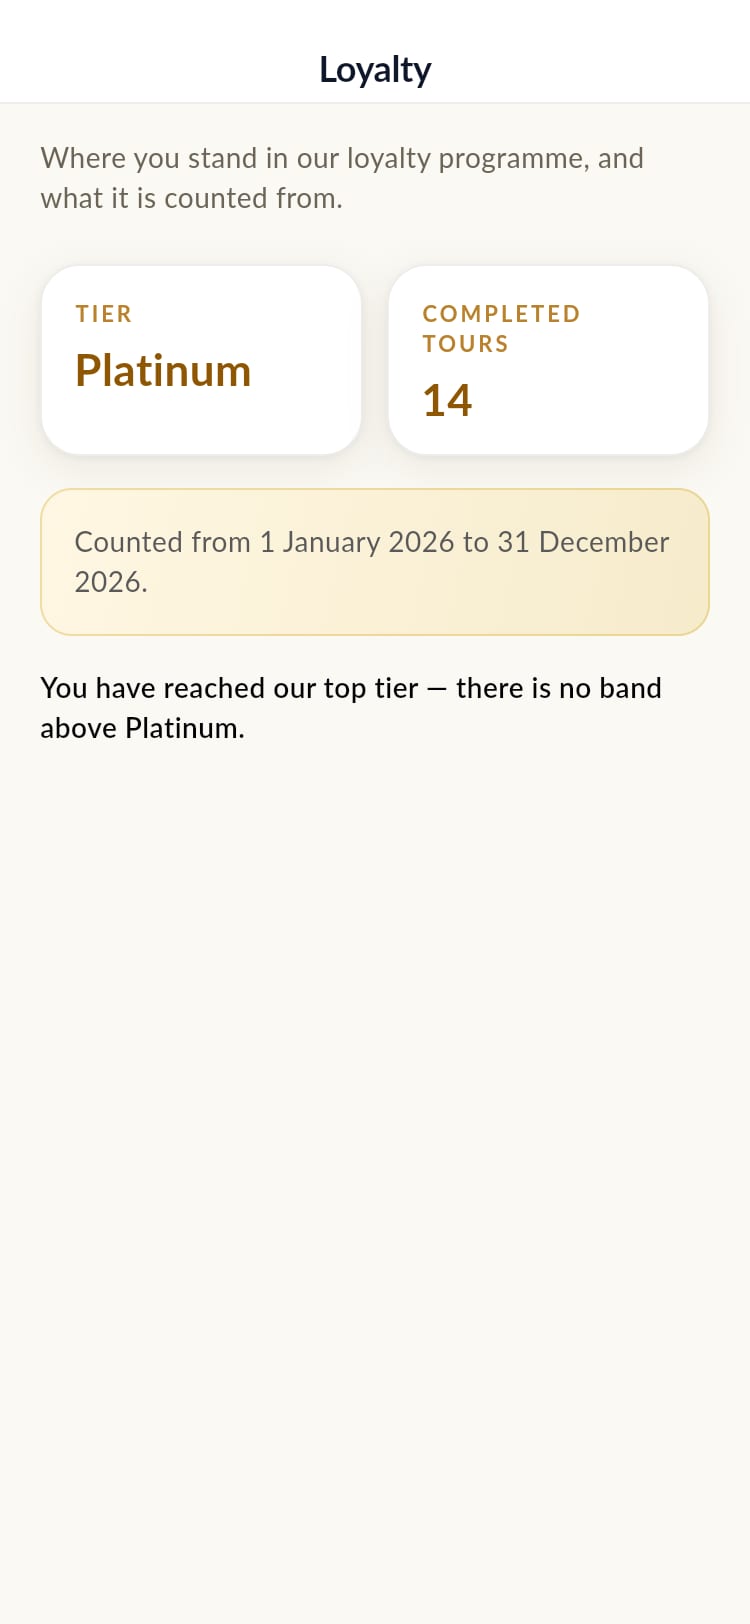 Loyalty
Where you stand in our loyalty programme, and
what it is counted from.
TIER
Platinum
COMPLETED
TOURS
14
Counted from 1 January 2026 to 31 December
2026.
You have reached our top tier — there is no band
above Platinum.